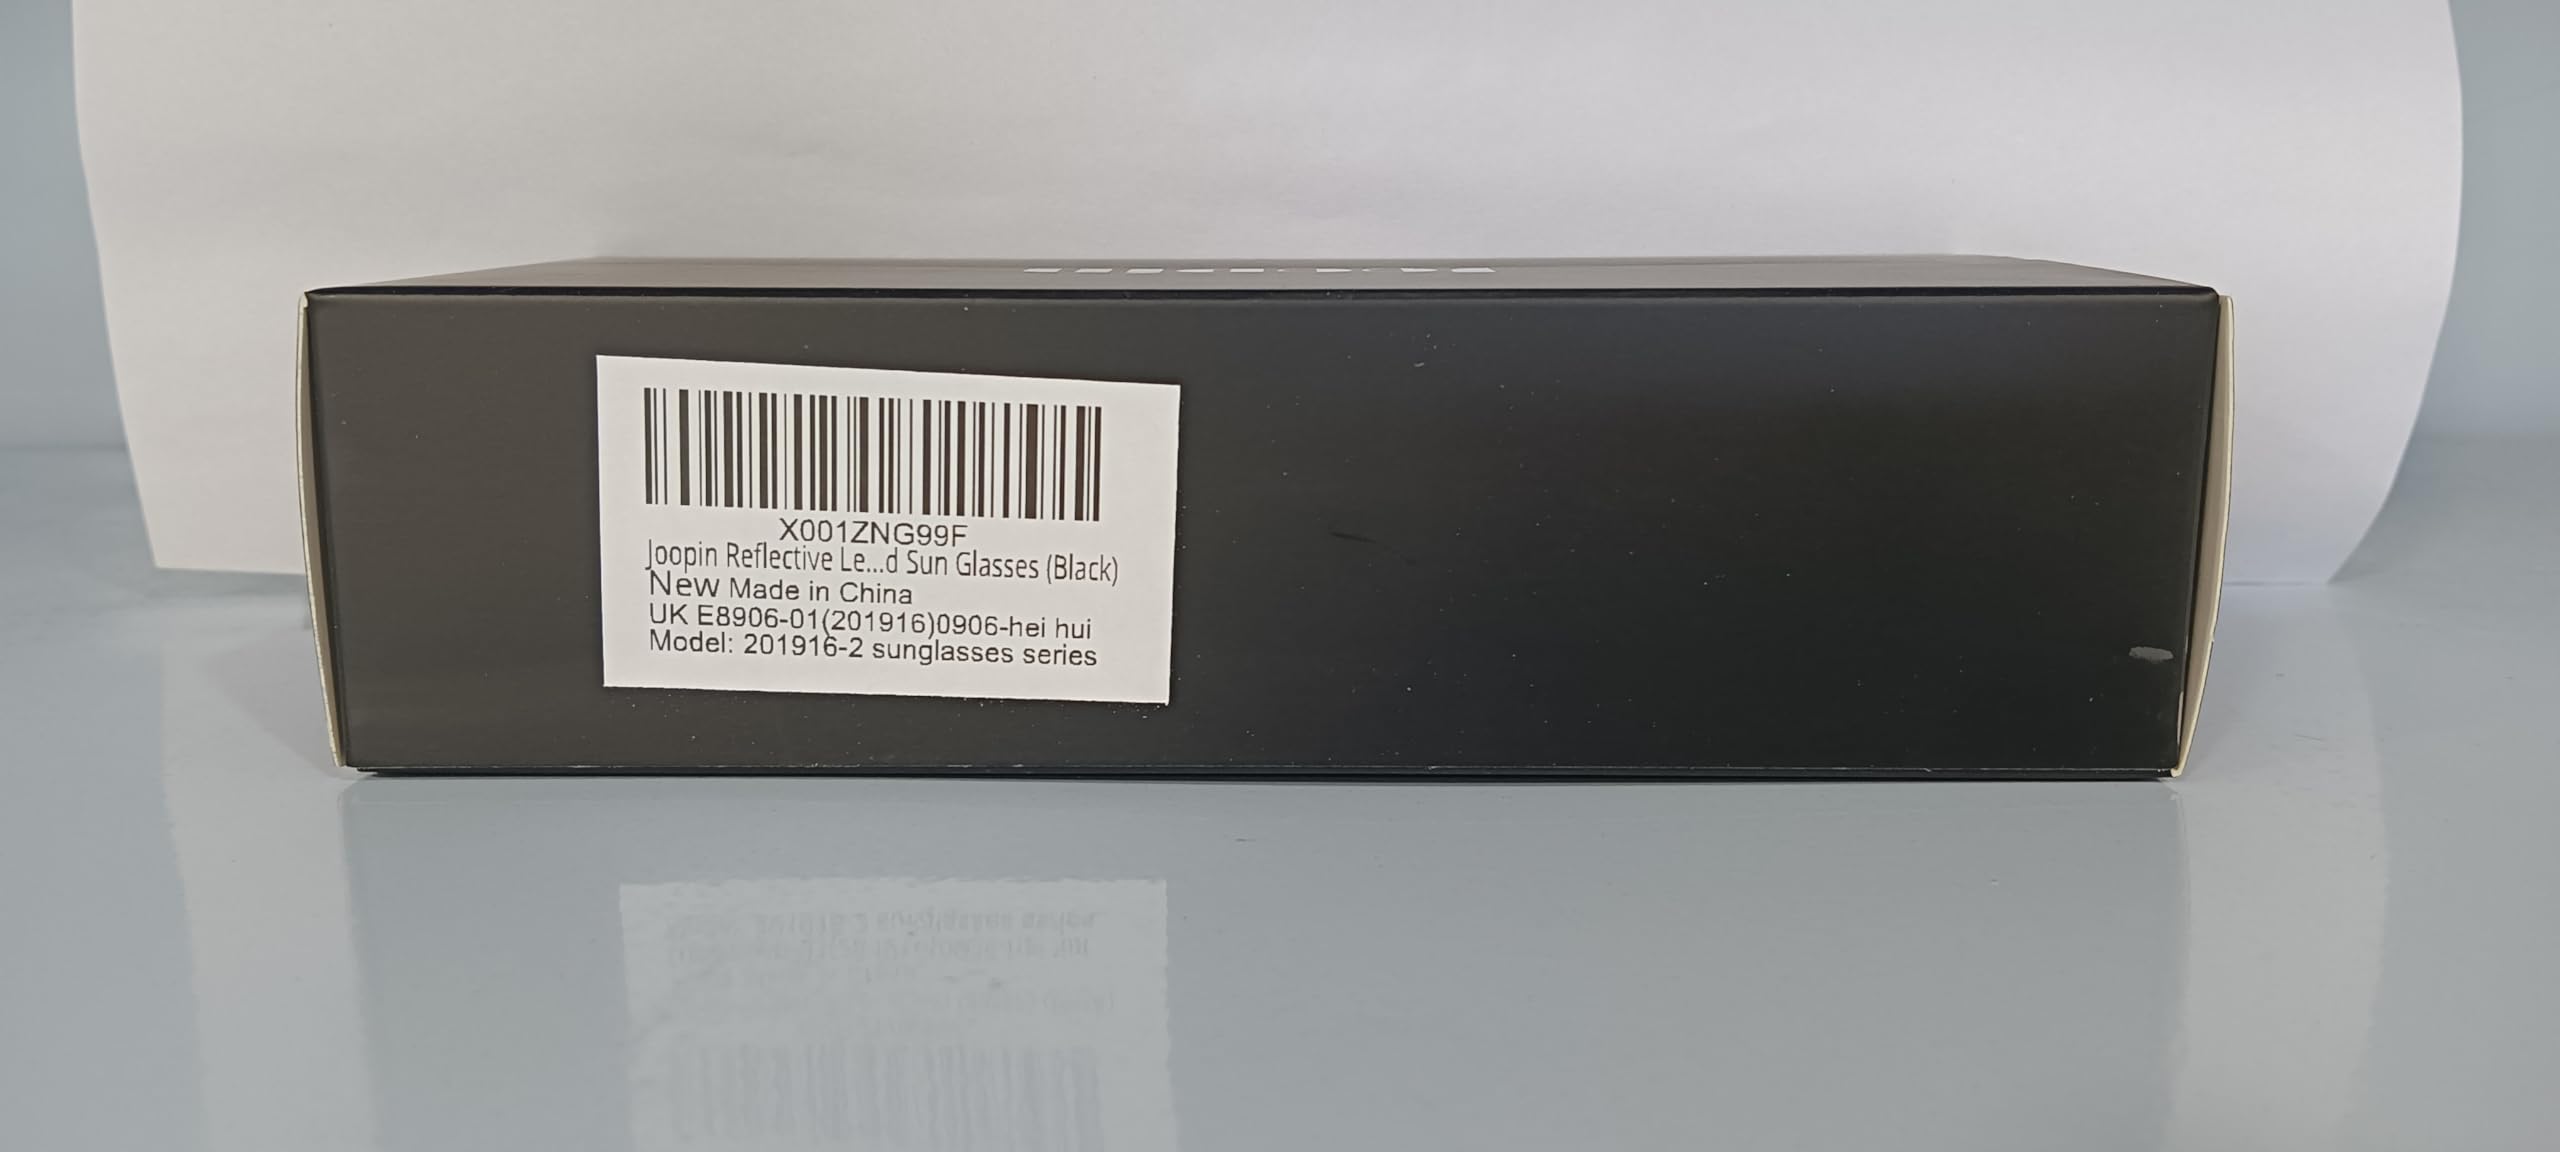 X001ZNG99F
Joopin Reflective Le...d Sun Glasses (Black)
New Made in China
UK E8906-01(201916)0906-hei hui
Model: 201916-2 sunglasses series